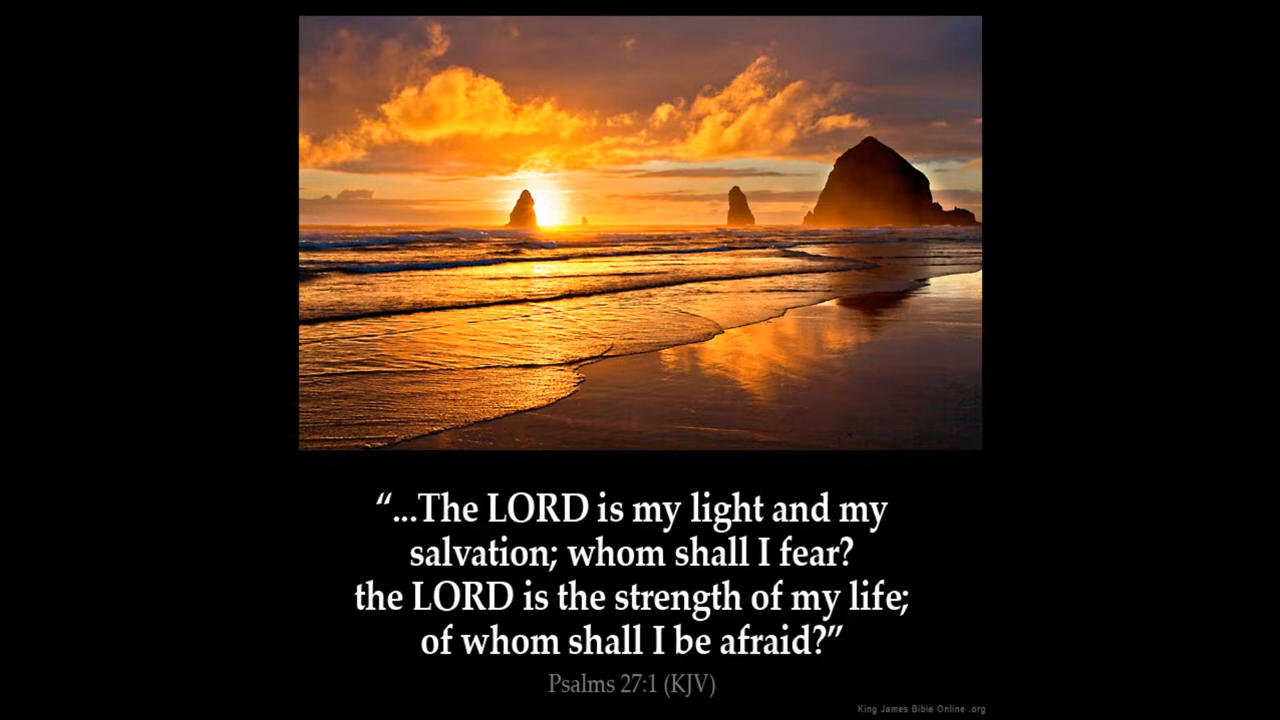 “...The LORD is my light and my
salvation; whom shall I fear?
the LORD is the strength of my life;
of whom shall I be afraid?”
Psalms 27:1 (KJV)
King James Bible Online .org